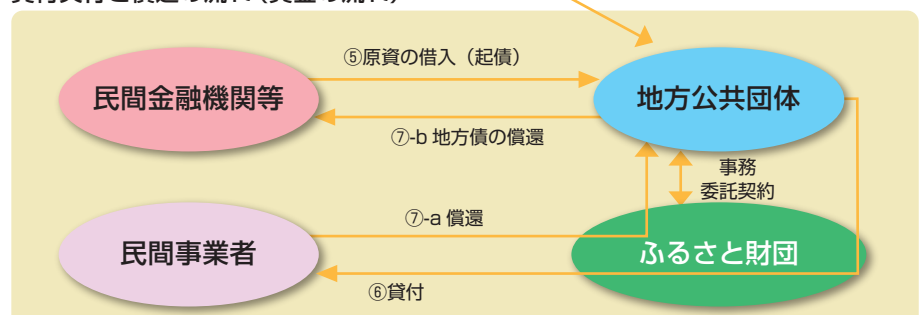 ⑤原資の借入（起債）
民間金融機関等
地方公共団体
⑦-b 地方債の償還
事務
委託契約
⑦-a 償還
民間事業者
ふるさと財団
⑥貸付